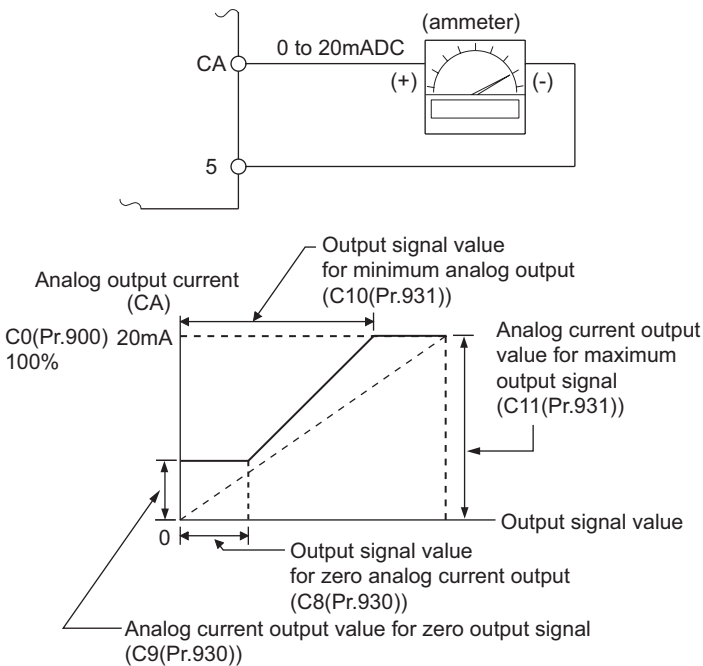 (ammeter)
0 to 20mADC
CA
(+)
(-)
5
Output signal value
for minimum analog output
(C10(Pr.931))
Analog output current
(CA)
C0(Pr.900) 20mA
100%
Analog current output
value for maximum
output signal
(C11(Pr.931))
Output signal value
0
Output signal value
for zero analog current output
(C8(Pr.930))
Analog current output value for zero output signal
(C9(Pr.930))